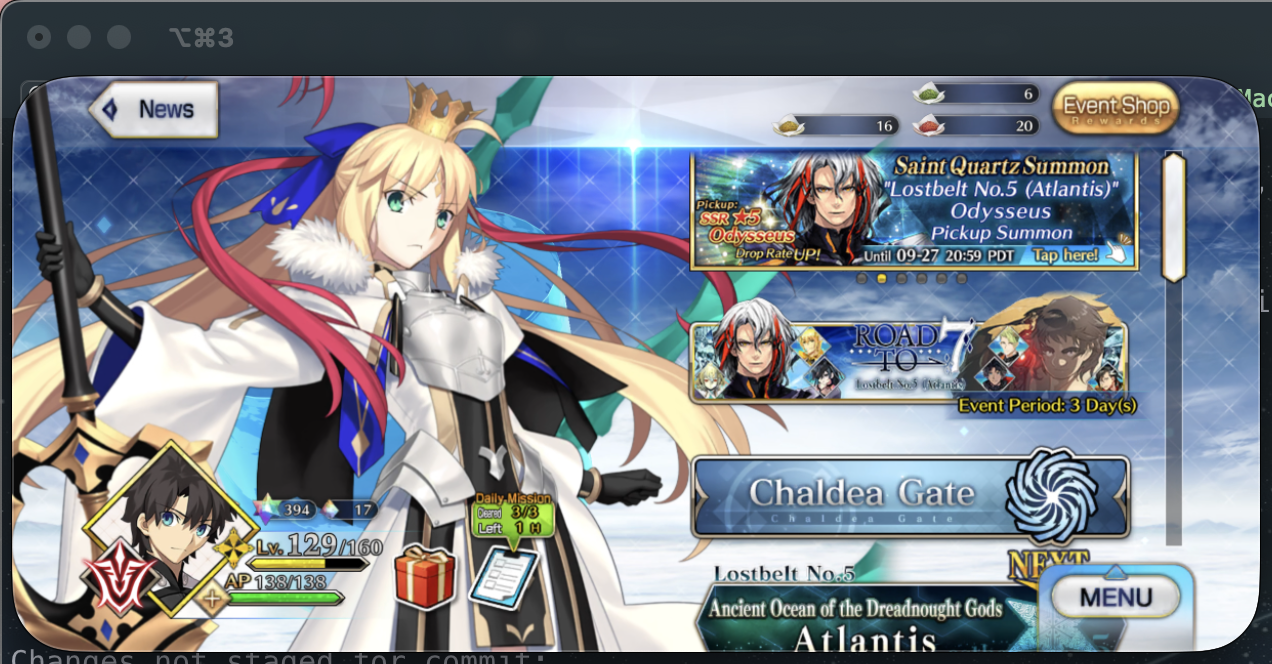 ⌥⌘3
News
6
16
20
Event Shop
Rewards
Mac
Saint Quartz Summon
"Lostbelt No.5 (Atlantis)"
Odysseus
Pickup Summon
Pickup:
SSR ★5
Odysseus
Drop Rate UP!
Until 09-27 20:59 PDT
Tap here!
ROAD
TO 7
Lostbelt No.5 (Atlantis)
Event Period: 3 Day(s)
Chaldea Gate
Chaldea Gate
NEXT
Lostbelt No.5
Ancient Ocean of the Dreadnought Gods
Atlantis
MENU
394
17
Daily Mission
Cleared 3/3
Left 1 H
Lv.129/160
AP 138/138
Changes not staged for commit: